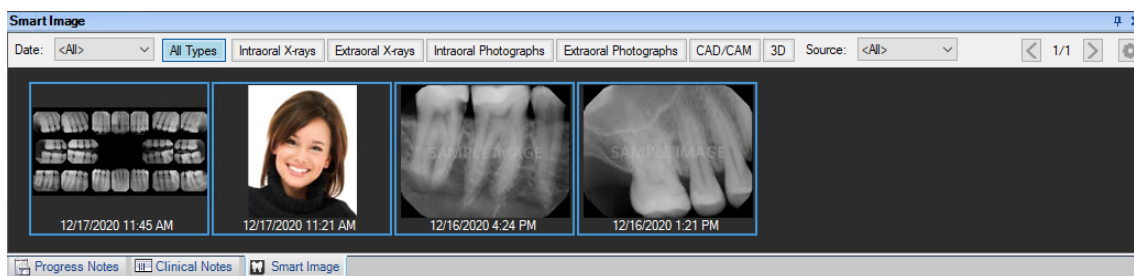 Smart Image
Date: <All> All Types Intraoral X-rays Extraoral X-rays Intraoral Photographs Extraoral Photographs CAD/CAM 3D Source: <All> 1/1
SAMPLE IMAGE SAMPLE IMAGE
12/17/2020 11:45 AM 12/17/2020 11:21 AM 12/16/2020 4:24 PM 12/16/2020 1:21 PM
Progress Notes Clinical Notes Smart Image